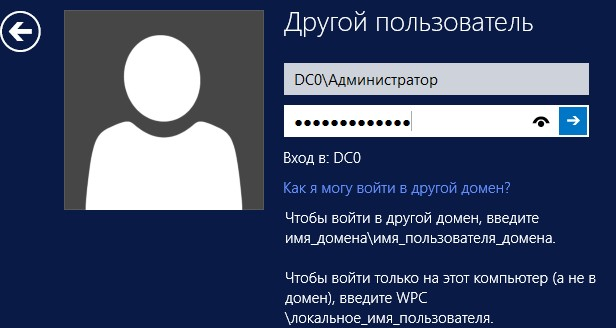 Другой пользователь
DC0\Администратор
Вход в: DC0
Как я могу войти в другой домен?
Чтобы войти в другой домен, введите
имя_домена\имя_пользователя_домена.
Чтобы войти только на этот компьютер (а не в
домен), введите WPC
\локальное_имя_пользователя.